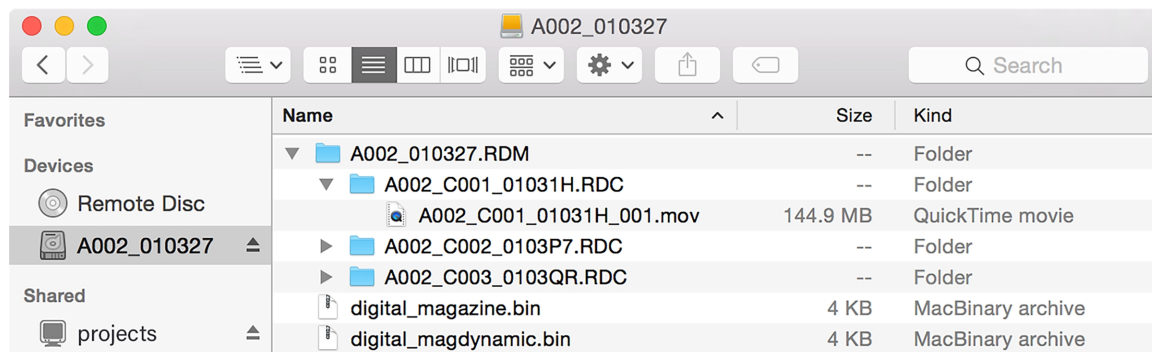 A002_010327
Search
Favorites
Devices
Remote Disc
A002_010327
Shared
projects
Name Size Kind
A002_010327.RDM -- Folder
A002_C001_01031H.RDC -- Folder
A002_C001_01031H_001.mov 144.9 MB QuickTime movie
A002_C002_0103P7.RDC -- Folder
A002_C003_0103QR.RDC -- Folder
digital_magazine.bin 4 KB MacBinary archive
digital_magdynamic.bin 4 KB MacBinary archive